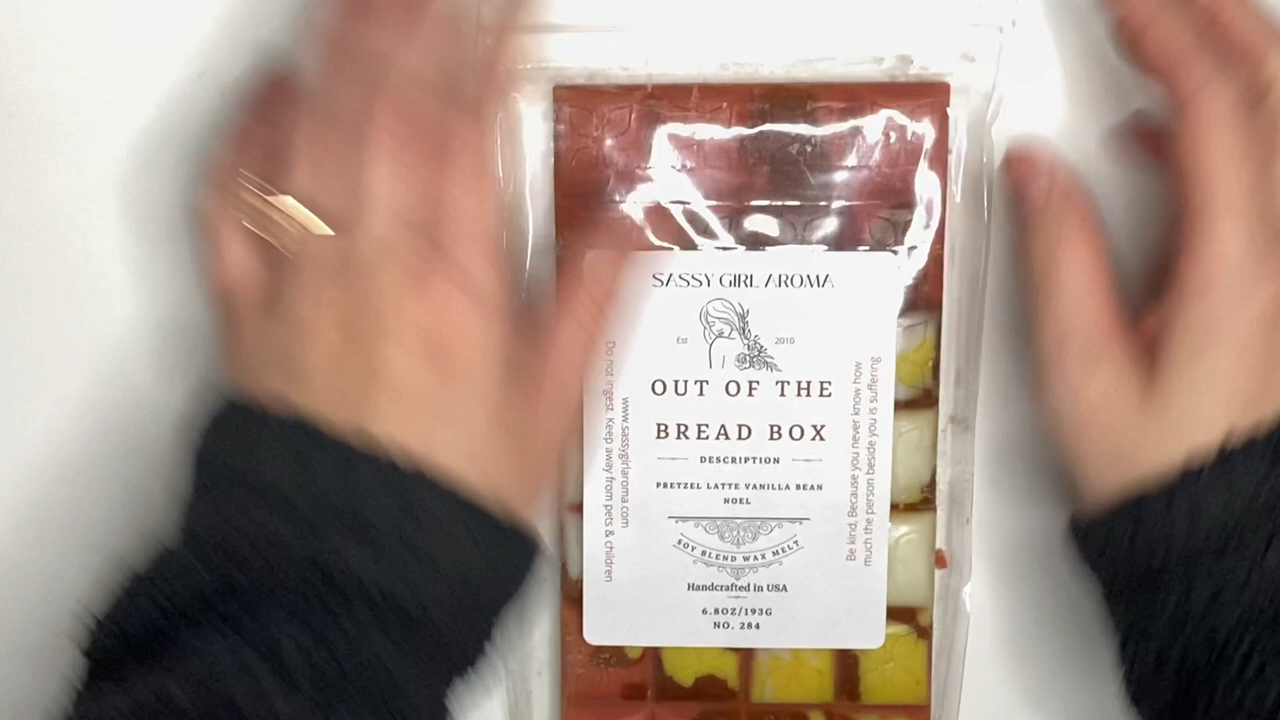 SASSY GIRL AROMA
Est 2010
OUT OF THE
BREAD BOX
DESCRIPTION
PRETZEL LATTE VANILLA BEAN
NOEL
SOY BLEND WAX MELT
Handcrafted in USA
6.8OZ/193G
NO. 284
Do not ingest. Keep away from pets & children
www.sassygirlaroma.com
Be kind, Because you never know how
much the person beside you is suffering